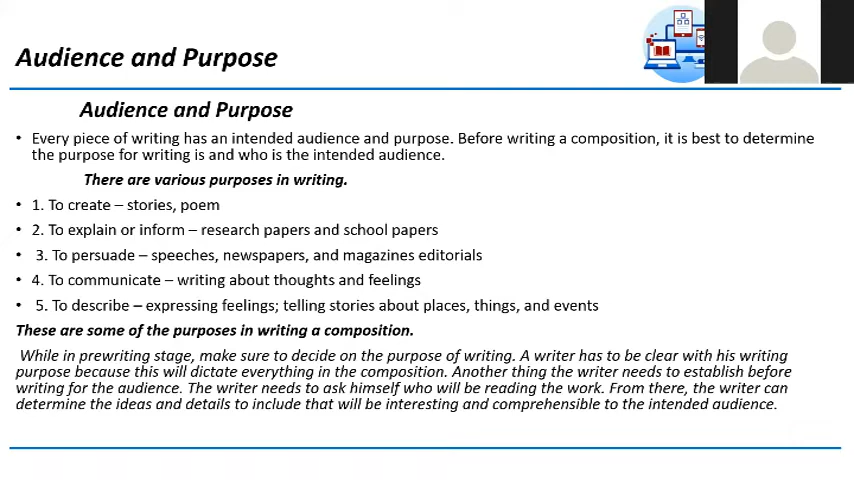 Audience and Purpose
Audience and Purpose
• Every piece of writing has an intended audience and purpose. Before writing a composition, it is best to determine
the purpose for writing is and who is the intended audience.
There are various purposes in writing.
• 1. To create – stories, poem
• 2. To explain or inform – research papers and school papers
• 3. To persuade – speeches, newspapers, and magazines editorials
• 4. To communicate – writing about thoughts and feelings
• 5. To describe – expressing feelings; telling stories about places, things, and events
These are some of the purposes in writing a composition.
While in prewriting stage, make sure to decide on the purpose of writing. A writer has to be clear with his writing
purpose because this will dictate everything in the composition. Another thing the writer needs to establish before
writing for the audience. The writer needs to ask himself who will be reading the work. From there, the writer can
determine the ideas and details to include that will be interesting and comprehensible to the intended audience.